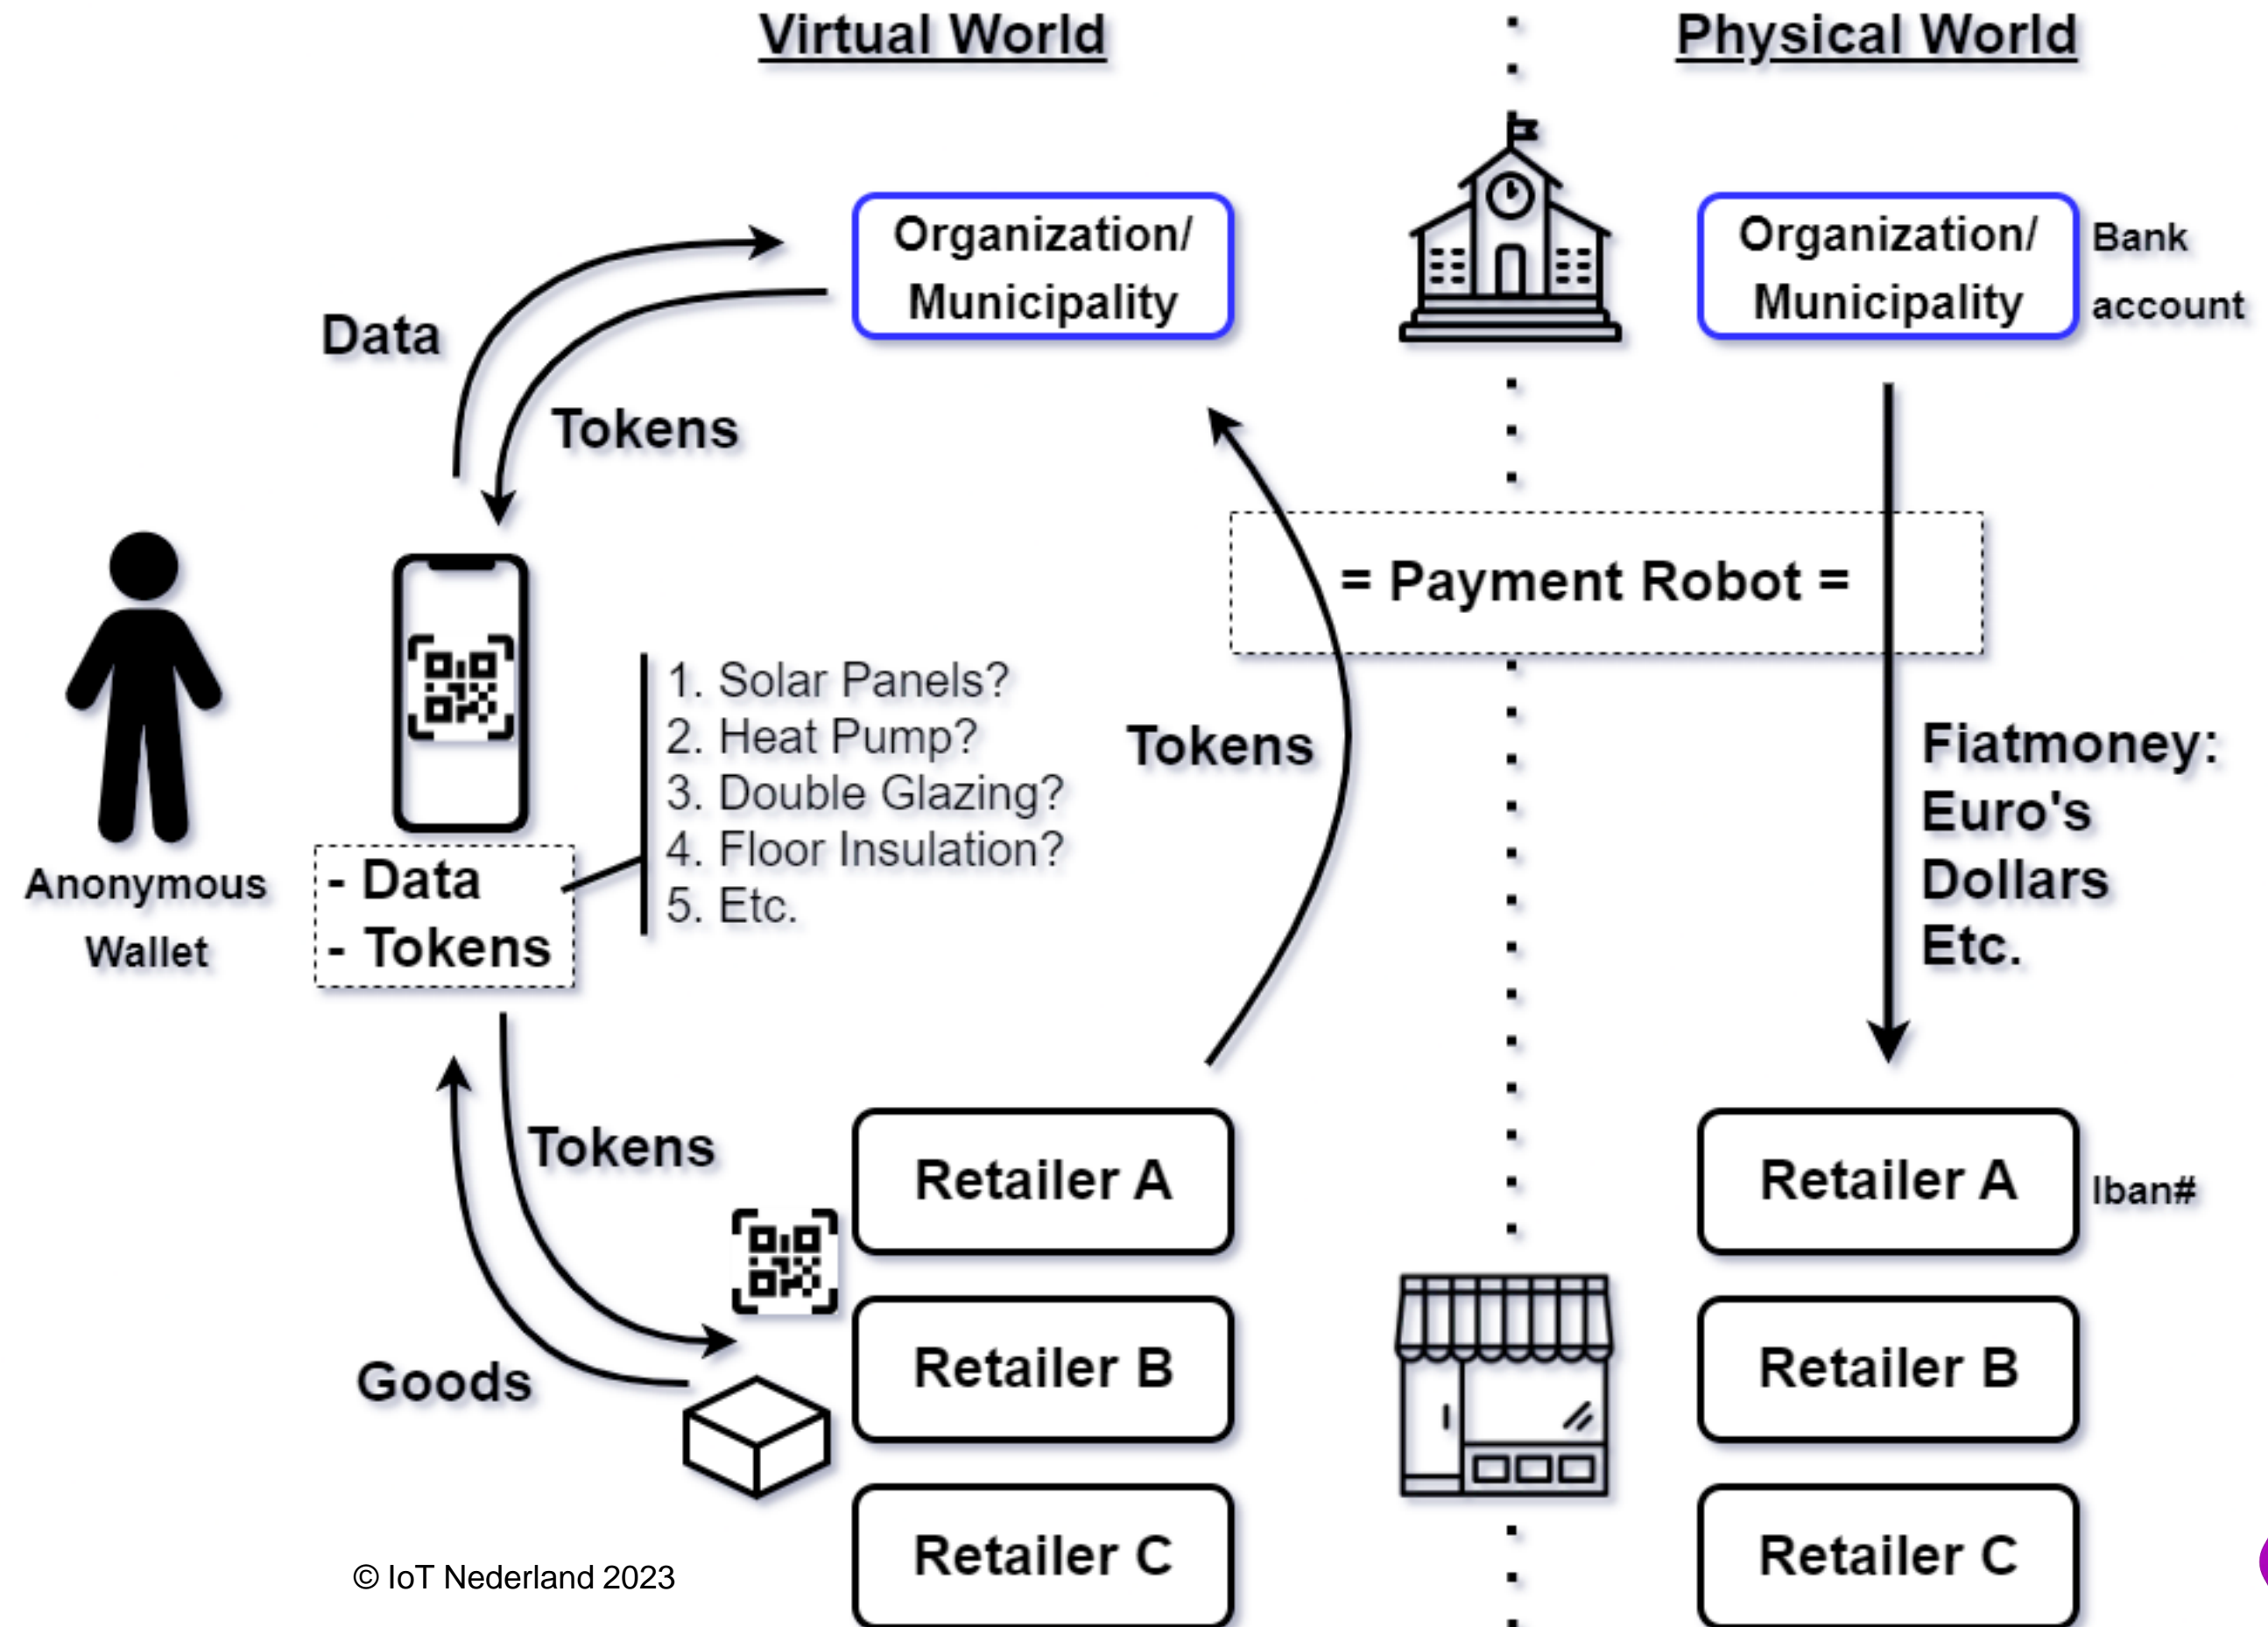 Virtual World
Physical World
Organization/
Municipality
Organization/
Municipality
Bank
account
Data
Tokens
= Payment Robot =
1. Solar Panels?
2. Heat Pump?
3. Double Glazing?
4. Floor Insulation?
5. Etc.
Tokens
Fiatmoney:
Euro's
Dollars
Etc.
Anonymous
Wallet
- Data
- Tokens
Tokens
Goods
Retailer A
Retailer B
Retailer C
Retailer A
Iban#
Retailer B
Retailer C
© IoT Nederland 2023